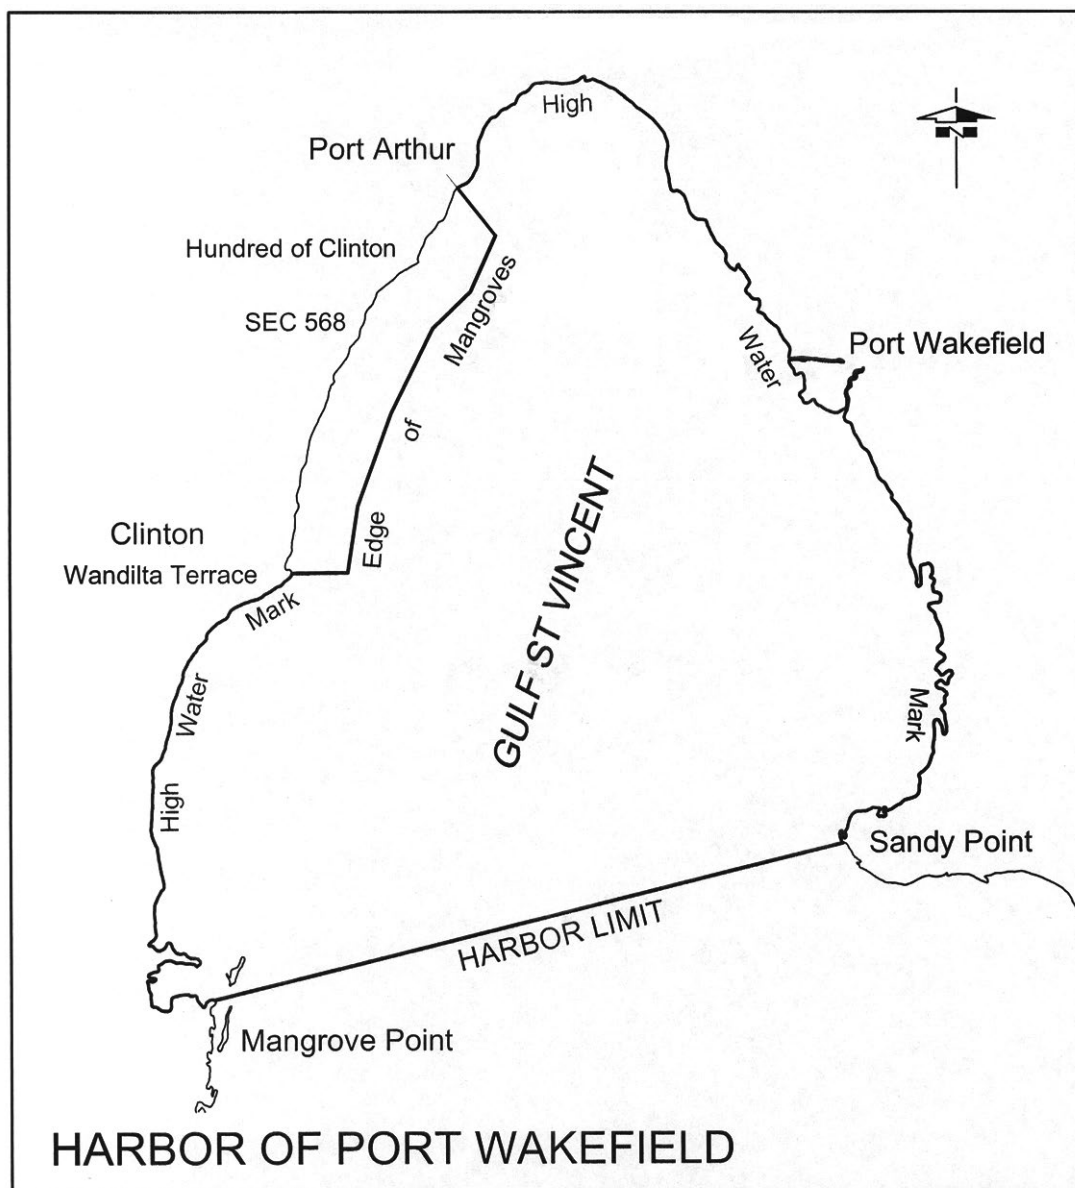 High
Port Arthur
Hundred of Clinton
Mangroves
SEC 568
Water
Port Wakefield
of
GULF ST VINCENT
Edge
Clinton
Wandilta Terrace
Mark
Water
Mark
High
Sandy Point
HARBOR LIMIT
Mangrove Point
HARBOR OF PORT WAKEFIELD
N